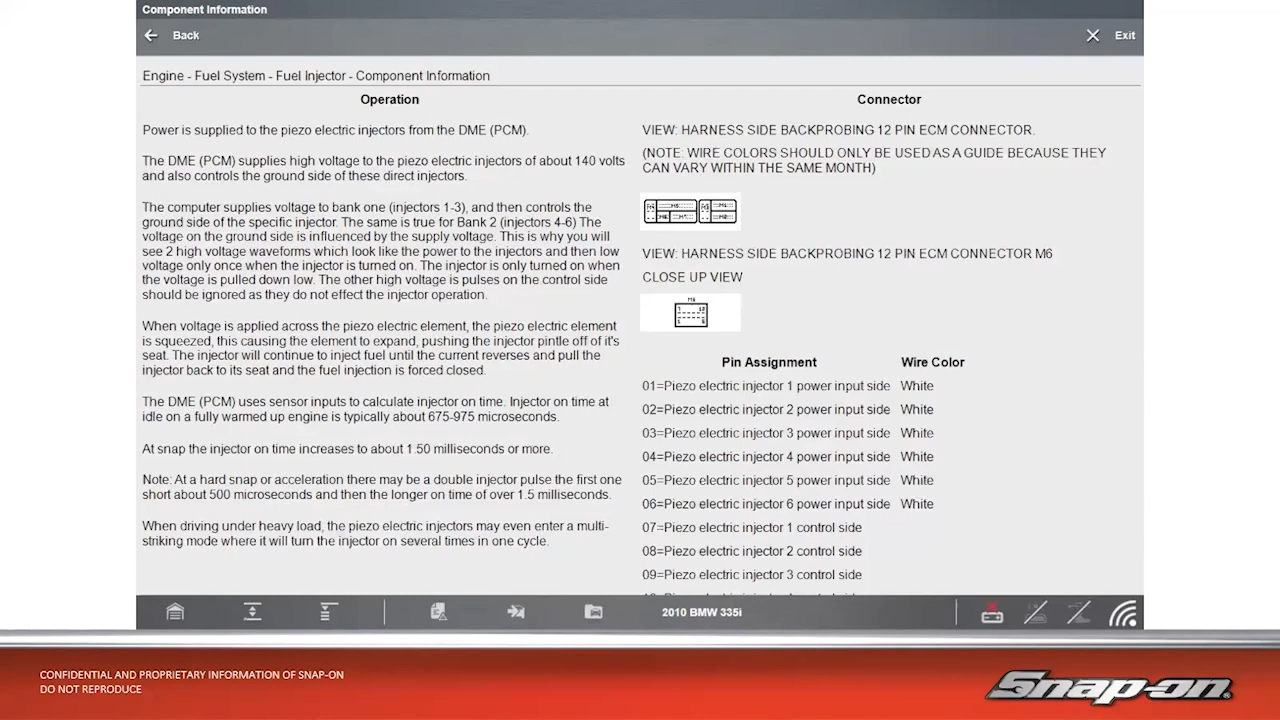 Component Information
Back
Exit
Engine - Fuel System - Fuel Injector - Component Information
Operation
Power is supplied to the piezo electric injectors from the DME (PCM).
The DME (PCM) supplies high voltage to the piezo electric injectors of about 140 volts
and also controls the ground side of these direct injectors.
The computer supplies voltage to bank one (injectors 1-3), and then controls the
ground side of the specific injector. The same is true for Bank 2 (injectors 4-6) The
voltage on the ground side is influenced by the supply voltage. This is why you will
see 2 high voltage waveforms which look like the power to the injectors and then low
voltage only once when the injector is turned on. The injector is only turned on when
the voltage is pulled down low. The other high voltage is pulses on the control side
should be ignored as they do not effect the injector operation.
When voltage is applied across the piezo electric element, the piezo electric element
is squeezed, this causing the element to expand, pushing the injector pintle off of it's
seat. The injector will continue to inject fuel until the current reverses and pull the
injector back to its seat and the fuel injection is forced closed.
The DME (PCM) uses sensor inputs to calculate injector on time. Injector on time at
idle on a fully warmed up engine is typically about 675-975 microseconds.
At snap the injector on time increases to about 1.50 milliseconds or more.
Note: At a hard snap or acceleration there may be a double injector pulse the first one
short about 500 microseconds and then the longer on time of over 1.5 milliseconds.
When driving under heavy load, the piezo electric injectors may even enter a multi-
striking mode where it will turn the injector on several times in one cycle.
Connector
VIEW: HARNESS SIDE BACKPROBING 12 PIN ECM CONNECTOR.
(NOTE: WIRE COLORS SHOULD ONLY BE USED AS A GUIDE BECAUSE THEY
CAN VARY WITHIN THE SAME MONTH)
VIEW: HARNESS SIDE BACKPROBING 12 PIN ECM CONNECTOR M6
CLOSE UP VIEW
M6
Pin Assignment Wire Color
01=Piezo electric injector 1 power input side White
02=Piezo electric injector 2 power input side White
03=Piezo electric injector 3 power input side White
04=Piezo electric injector 4 power input side White
05=Piezo electric injector 5 power input side White
06=Piezo electric injector 6 power input side White
07=Piezo electric injector 1 control side
08=Piezo electric injector 2 control side
09=Piezo electric injector 3 control side
2010 BMW 335i
CONFIDENTIAL AND PROPRIETARY INFORMATION OF SNAP-ON
DO NOT REPRODUCE
Snap-on